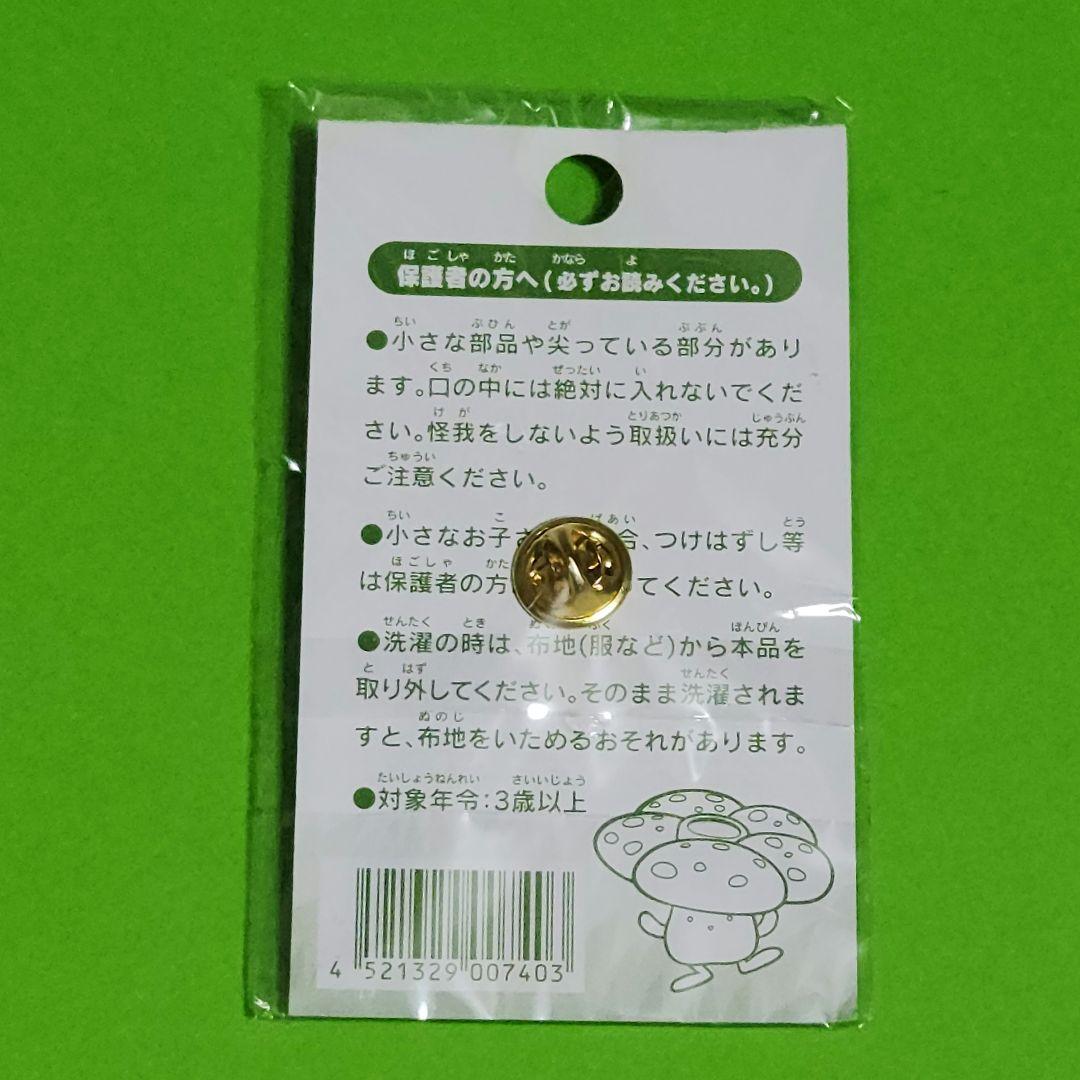 保護者の方へ(必ずお読みください。)
●小さな部品や尖っている部分があり
ます。口の中には絶対に入れないでくだ
さい。怪我をしないよう取扱いには充分
ご注意ください。
●小さなお子さ 合、つけはずし等
は保護者の方 てください。
●洗濯の時は、布地(服など)から本品を
取り外してください。そのまま洗濯されま
すと、布地をいためるおそれがあります。
●対象年令:3歳以上
4 521329 007403